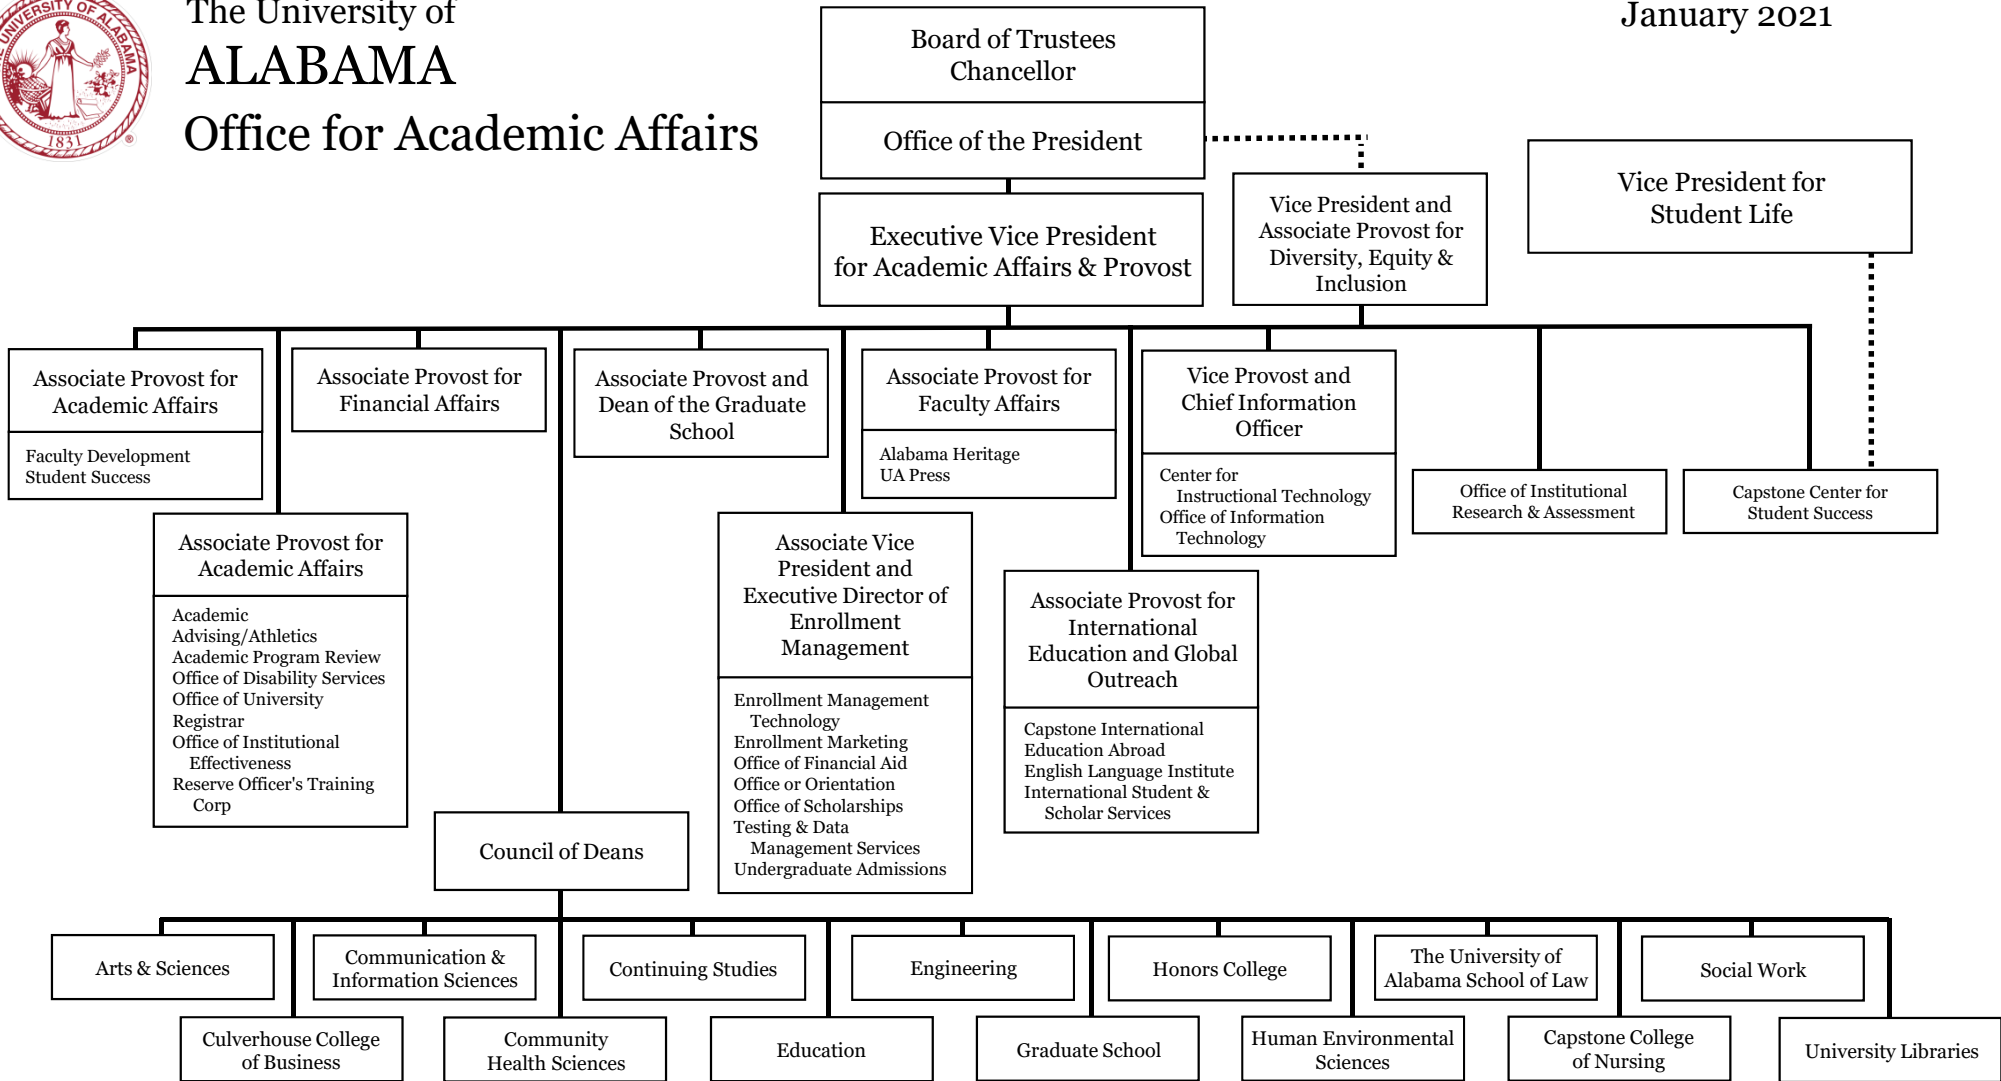 THE UNIVERSITY OF ALABAMA
1831
®
The University of
ALABAMA
Office for Academic Affairs
January 2021
Board of Trustees
Chancellor
Office of the President
Executive Vice President
for Academic Affairs & Provost
Vice President and
Associate Provost for
Diversity, Equity &
Inclusion
Vice President for
Student Life
Associate Provost for
Academic Affairs
Faculty Development
Student Success
Associate Provost for
Academic Affairs
Academic
Advising/Athletics
Academic Program Review
Office of Disability Services
Office of University
Registrar
Office of Institutional
Effectiveness
Reserve Officer's Training
Corp
Associate Provost for
Financial Affairs
Associate Provost and
Dean of the Graduate
School
Associate Vice
President and
Executive Director of
Enrollment
Management
Enrollment Management
Technology
Enrollment Marketing
Office of Financial Aid
Office or Orientation
Office of Scholarships
Testing & Data
Management Services
Undergraduate Admissions
Associate Provost for
Faculty Affairs
Alabama Heritage
UA Press
Associate Provost for
International
Education and Global
Outreach
Capstone International
Education Abroad
English Language Institute
International Student &
Scholar Services
Vice Provost and
Chief Information
Officer
Center for
Instructional Technology
Office of Information
Technology
Office of Institutional
Research & Assessment
Capstone Center for
Student Success
Council of Deans
Arts & Sciences
Culverhouse College
of Business
Communication &
Information Sciences
Community
Health Sciences
Continuing Studies
Education
Engineering
Graduate School
Honors College
Human Environmental
Sciences
The University of
Alabama School of Law
Capstone College
of Nursing
Social Work
University Libraries